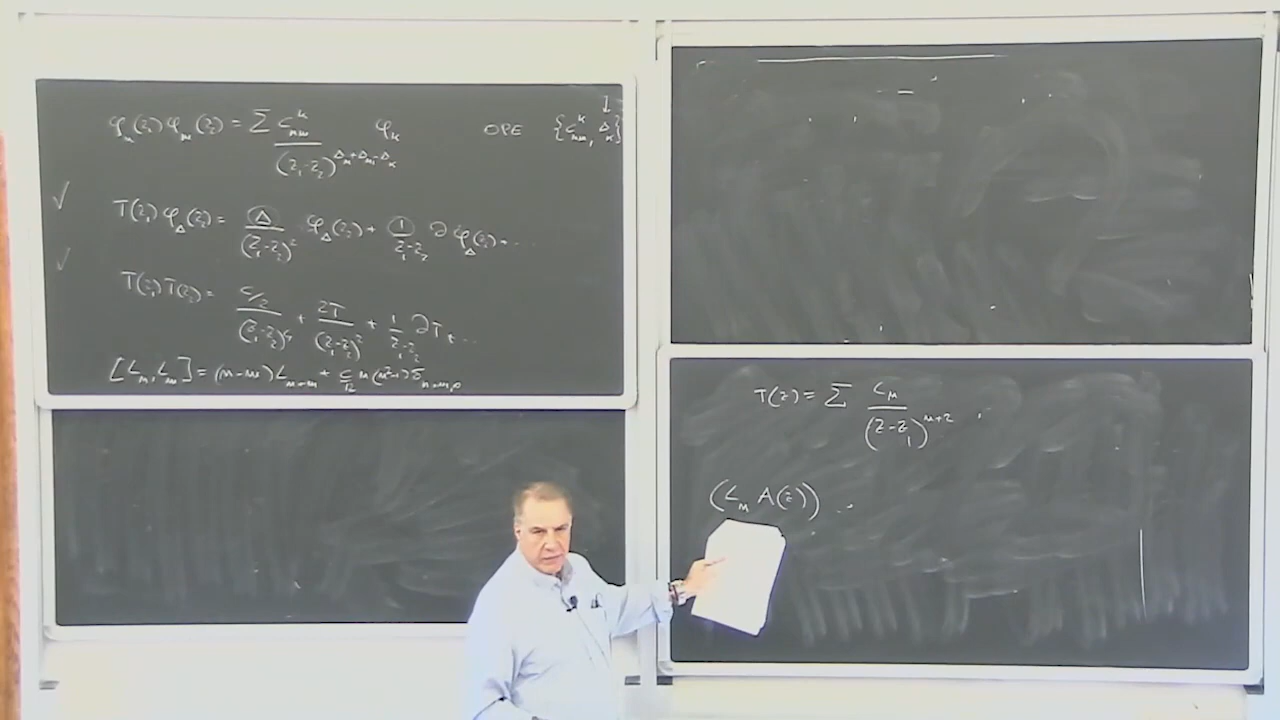 φ_n(z_1) φ_m(z_2) = Σ c_{nm}^k / (z_1-z_2)^{Δ_n+Δ_m-Δ_k} φ_k OPE {c_{nm}^k, Δ_k}
T(z_1) φ_Δ(z_2) = Δ/(z_1-z_2)^2 φ_Δ(z_2) + 1/(z_1-z_2) ∂φ_Δ(z_2) + ...
T(z_1) T(z_2) = c/2/(z_1-z_2)^4 + 2T/(z_1-z_2)^2 + 1/(z_1-z_2) ∂T + ...
[L_n, L_m] = (n-m) L_{n+m} + c/12 n(n^2-1) δ_{n+m,0}
T(z) = Σ L_n/(z-z_1)^{n+2} .
(L_n A(z)) ...